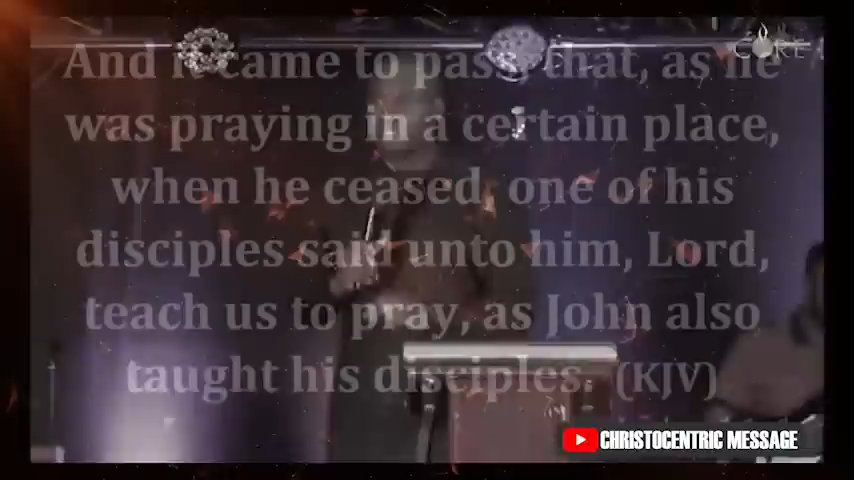 CORE
And it came to pass, that, as he
was praying in a certain place,
when he ceased, one of his
disciples said unto him, Lord,
teach us to pray, as John also
taught his disciples. (KJV)
CHRISTOCENTRIC MESSAGE